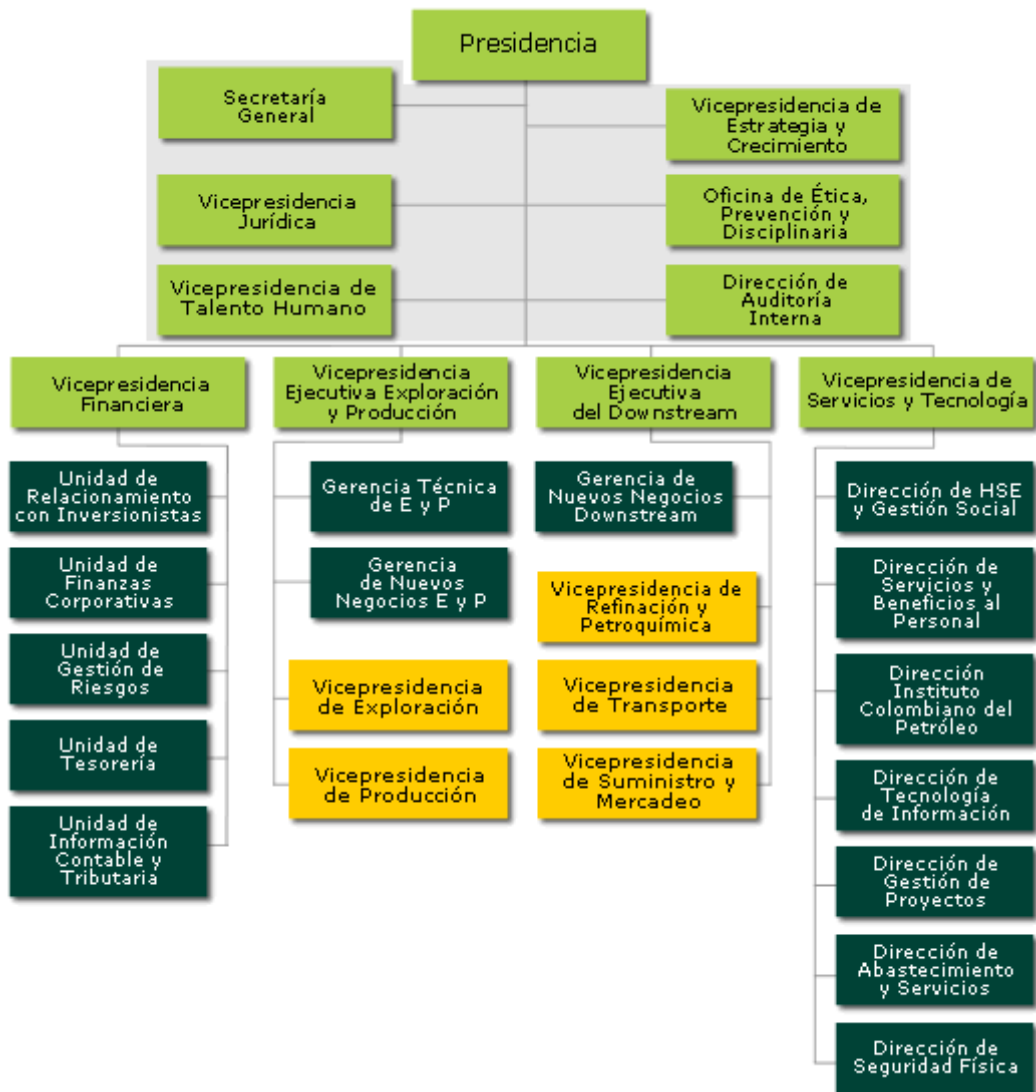 Presidencia
Secretaría
General
Vicepresidencia de
Estrategia y
Crecimiento
Vicepresidencia
Jurídica
Oficina de Ética,
Prevención y
Disciplinaria
Vicepresidencia de
Talento Humano
Dirección de
Auditoría
Interna
Vicepresidencia
Financiera
Vicepresidencia
Ejecutiva Exploración
y Producción
Vicepresidencia
Ejecutiva
del Downstream
Vicepresidencia de
Servicios y Tecnología
Unidad de
Relacionamiento
con Inversionistas
Unidad de
Finanzas
Corporativas
Unidad de
Gestión de
Riesgos
Unidad de
Tesorería
Unidad de
Información
Contable y
Tributaria
Gerencia Técnica
de E y P
Gerencia
de Nuevos
Negocios E y P
Vicepresidencia
de Exploración
Vicepresidencia
de Producción
Gerencia de
Nuevos Negocios
Downstream
Vicepresidencia de
Refinación y
Petroquímica
Vicepresidencia
de Transporte
Vicepresidencia
de Suministro y
Mercadeo
Dirección de HSE
y Gestión Social
Dirección de
Servicios y
Beneficios al
Personal
Dirección
Instituto
Colombiano del
Petróleo
Dirección de
Tecnología
de Información
Dirección de
Gestión de
Proyectos
Dirección de
Abastecimiento
y Servicios
Dirección de
Seguridad Física